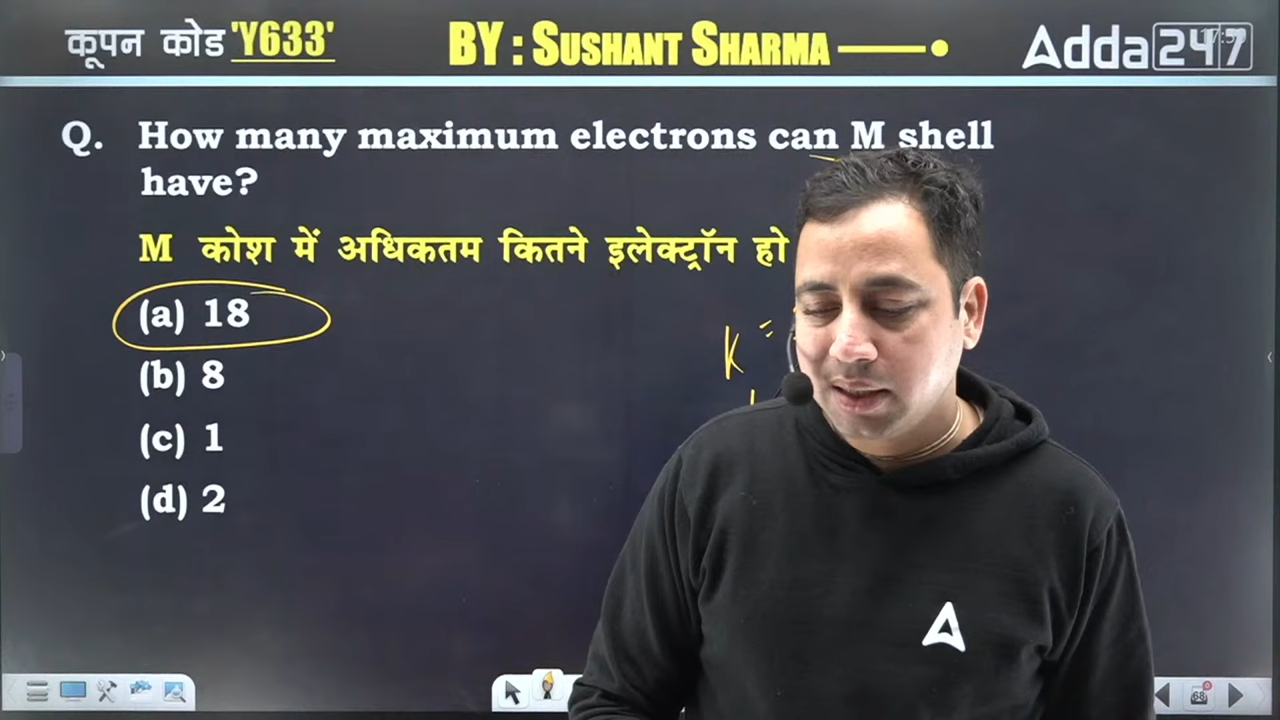 कूपन कोड 'Y633'
BY : SUSHANT SHARMA
Adda247
Q. How many maximum electrons can M shell
have?
M कोश में अधिकतम कितने इलेक्ट्रॉन हो
(a) 18
(b) 8
(c) 1
(d) 2
K =
68